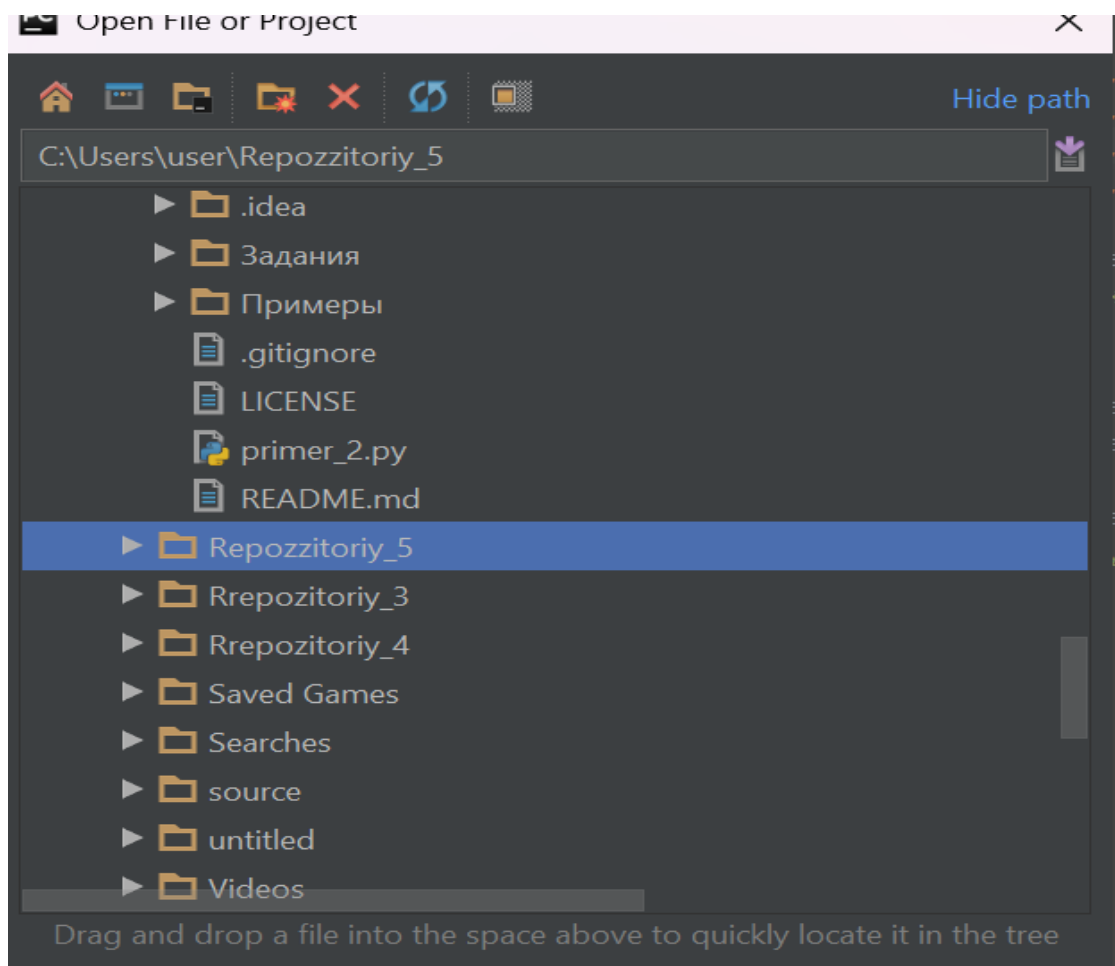 PC Open File or Project
Hide path
C:\Users\user\Repozzitoriy_5
.idea
Задания
Примеры
.gitignore
LICENSE
primer_2.py
README.md
Repozzitoriy_5
Rrepozitoriy_3
Rrepozitoriy_4
Saved Games
Searches
source
untitled
Videos
Drag and drop a file into the space above to quickly locate it in the tree